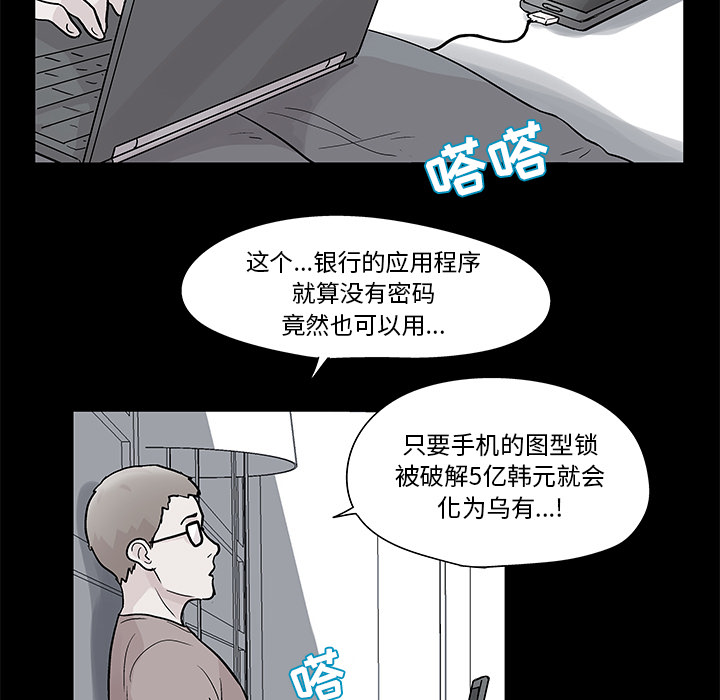 嗒嗒
这个...银行的应用程序
就算没有密码
竟然也可以用...
只要手机的图型锁
被破解5亿韩元就会
化为乌有...!
嗒